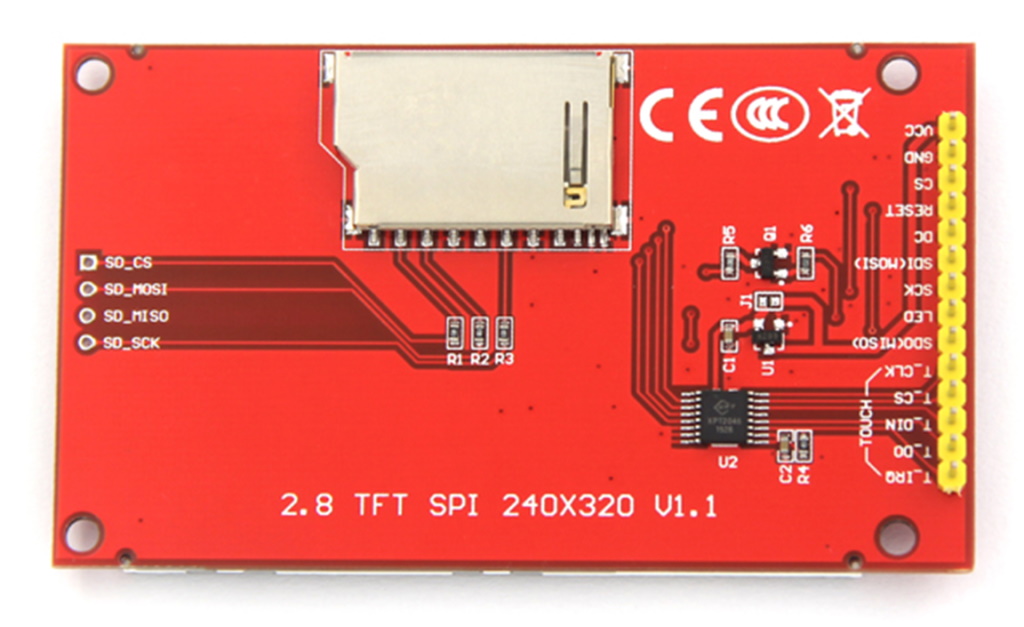 CE
CCC
VCC
GND
CS
RESET
DC
SDI(MOSI)
SCK
LED
SDO(MISO)
T_CLK
T_CS
T_DIN
T_DO
T_IRQ
TOUCH
R5
Q1
R6
J1
C1
U1
SD_CS
SD_MOSI
SD_MISO
SD_SCK
R1 R2 R3
U2
C2
R4
2.8 TFT SPI 240X320 V1.1